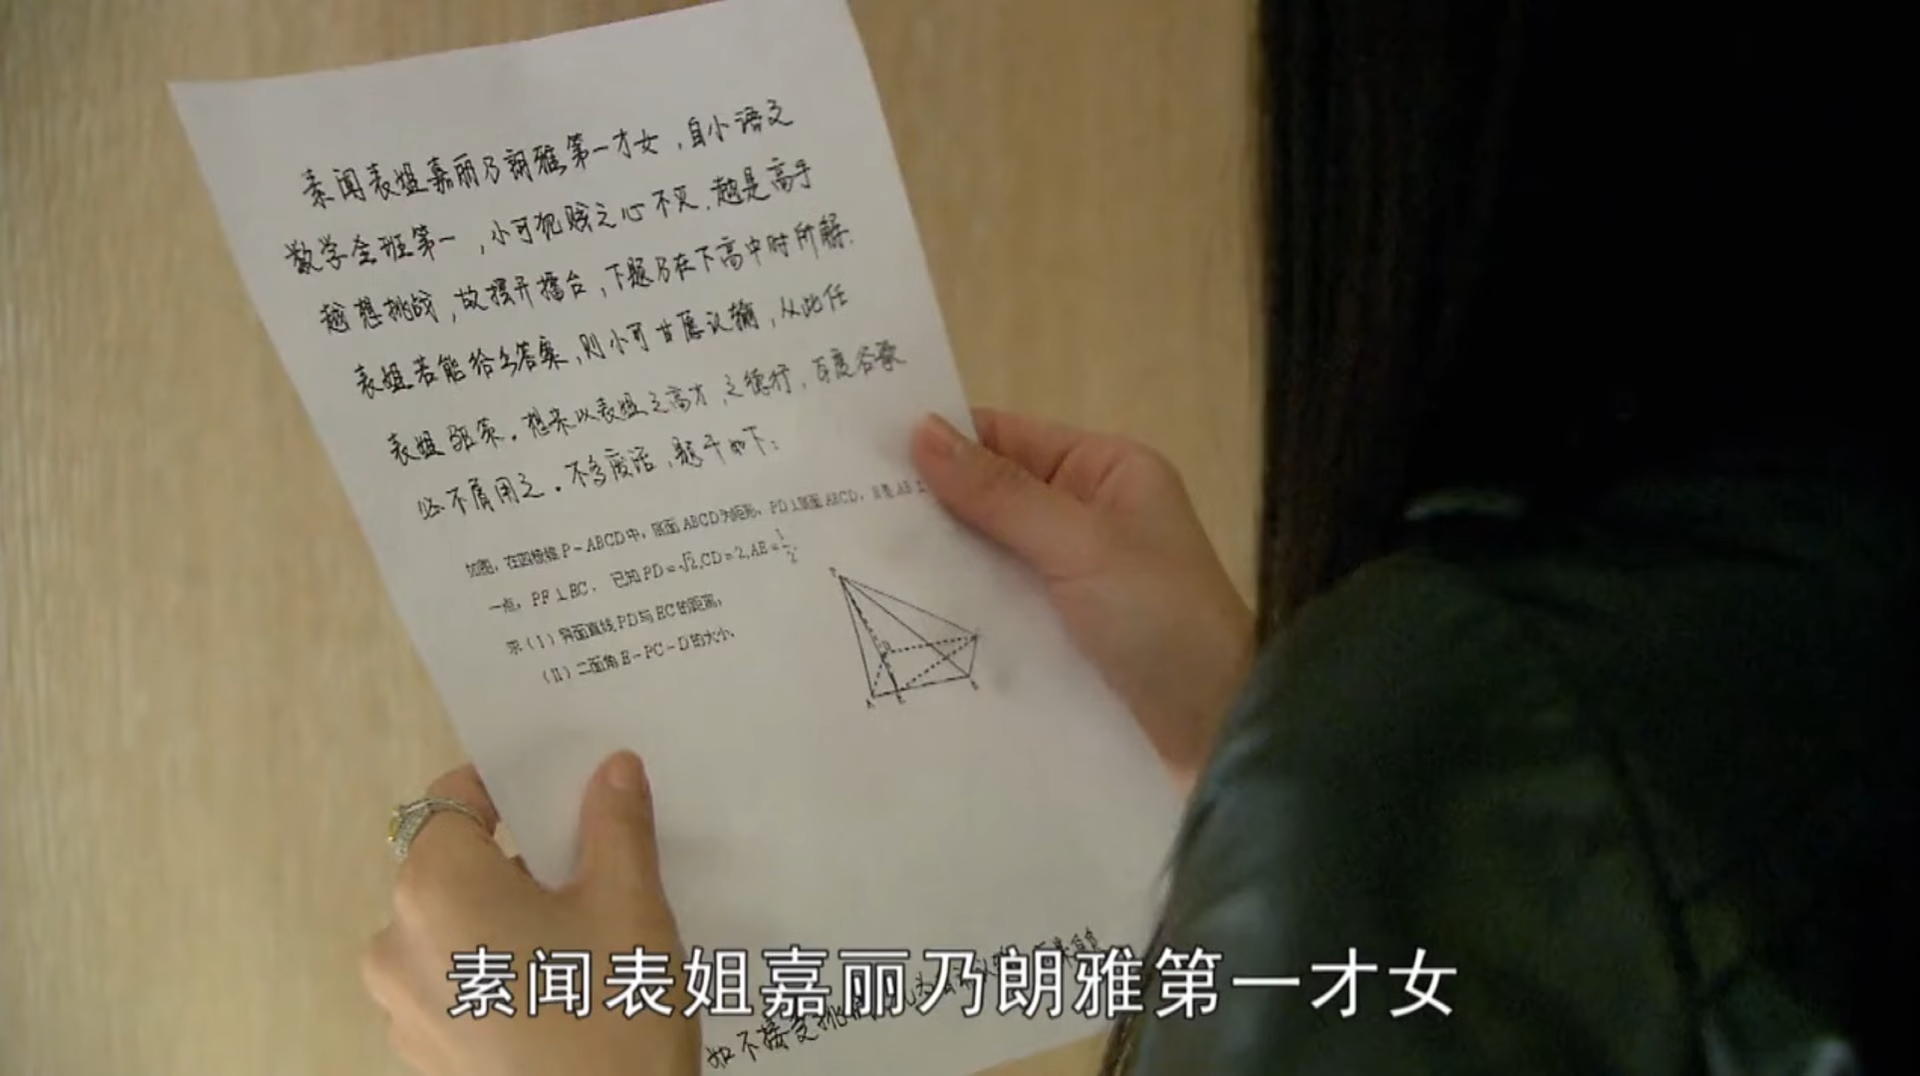 素闻表姐嘉丽乃朗雅第一才女，自小语文
数学全班第一，小可犯贱之心不灭，越是高手
越想挑战，故摆开擂台，下题乃在下高中时所解.
表姐若能给出答案，则小可甘愿认输，从此任
表姐驱策。想来以表姐之高才，之德行，百度谷歌
必不屑用之。不多废话，题干如下：
如图，在四棱锥P-ABCD中，底面ABCD为矩形，PD⊥底面ABCD，
一点，PF⊥EC. 已知PD=√2,CD=2,AE=1/2
求（I）异面直线PD与EC的距离；
（II）二面角E-PC-D的大小.
P
A E B
如不接受挑
素闻表姐嘉丽乃朗雅第一才女